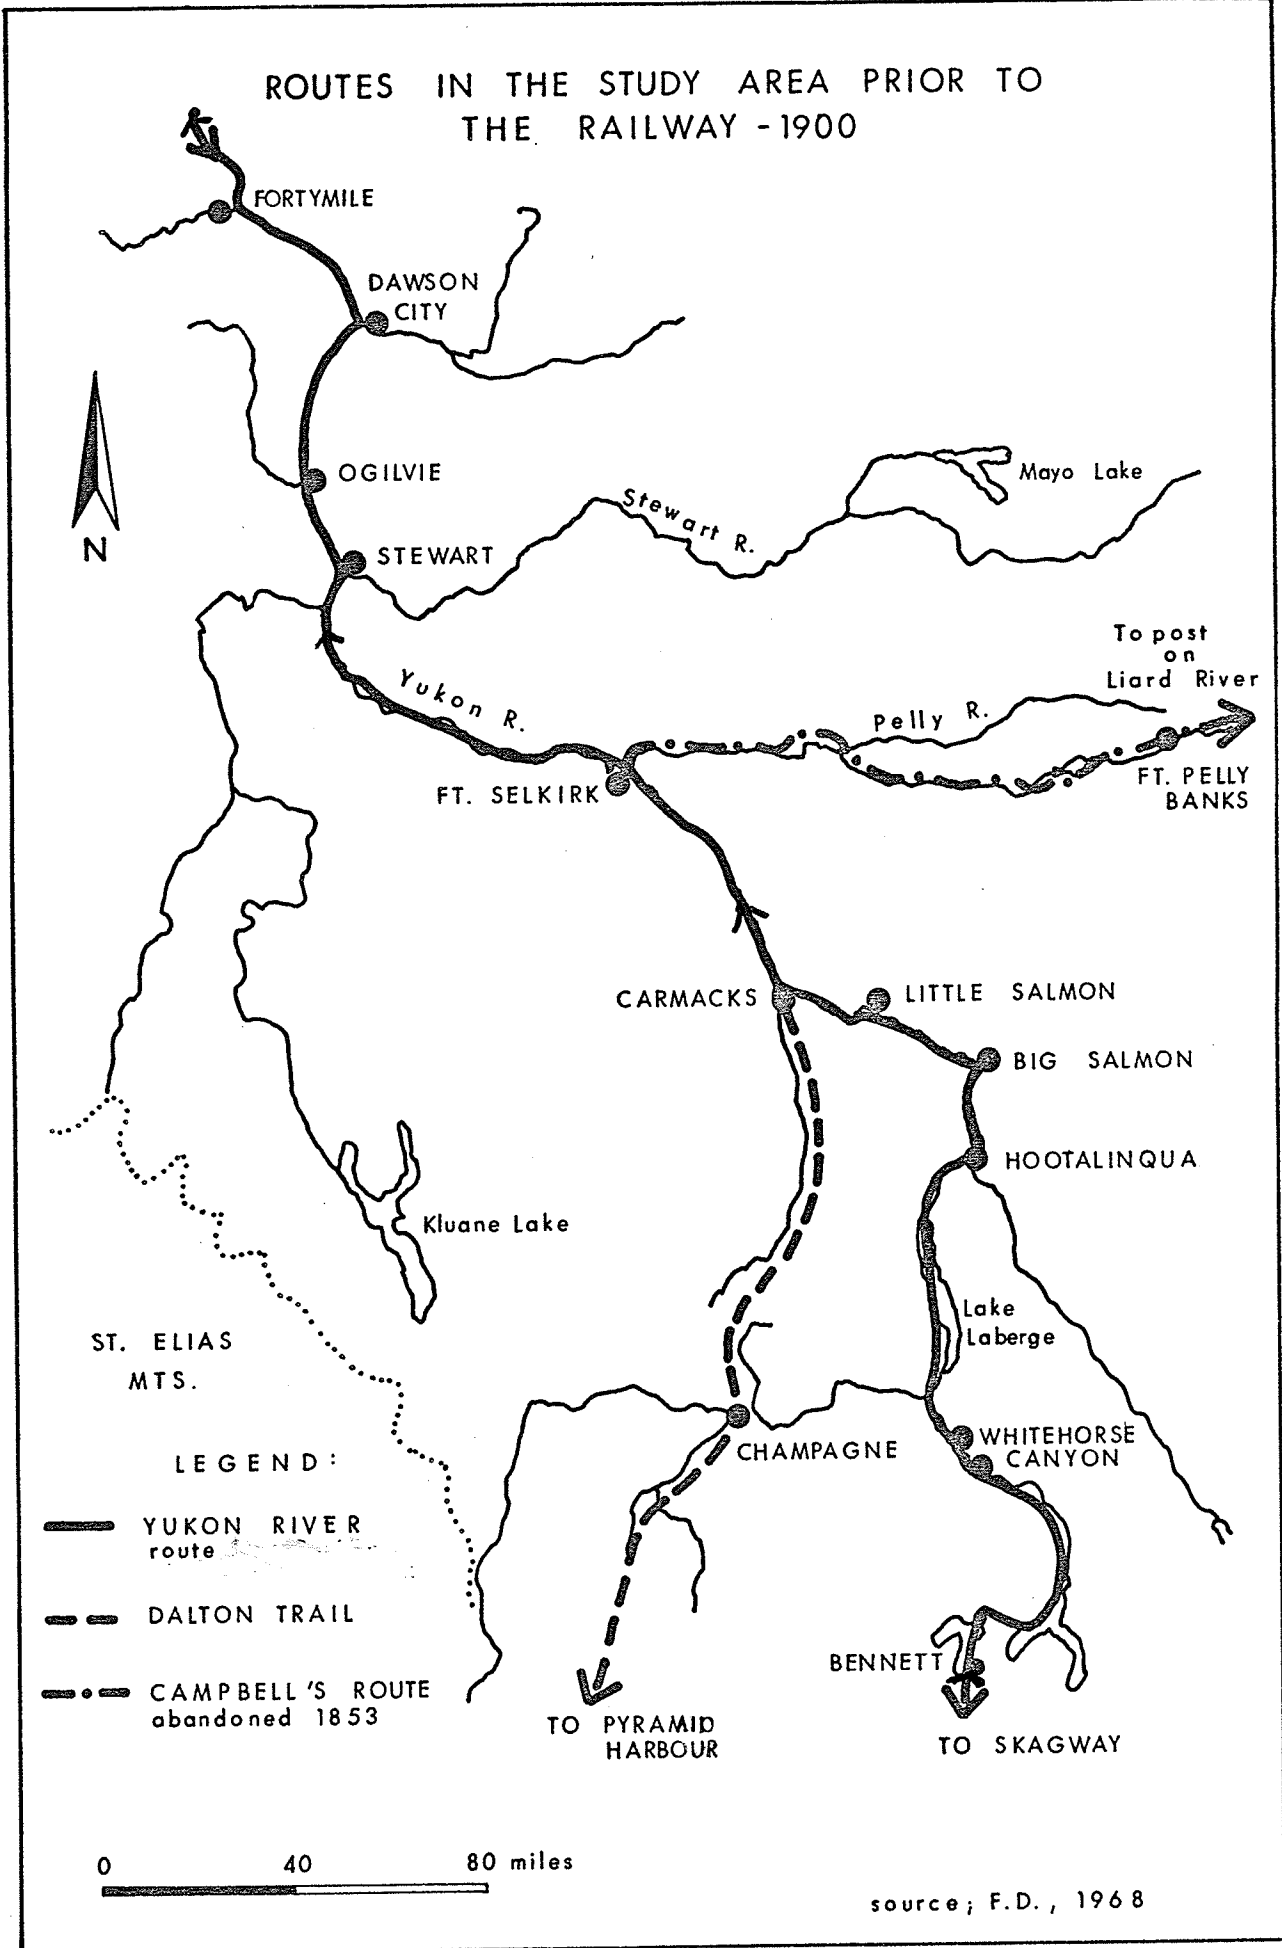 ROUTES IN THE STUDY AREA PRIOR TO
THE RAILWAY - 1900
FORTYMILE
DAWSON
CITY
OGILVIE
Mayo Lake
Stewart R.
N
STEWART
To post
on
Liard River
Yukon R.
Pelly R.
FT. SELKIRK
FT. PELLY
BANKS
CARMACKS
LITTLE SALMON
BIG SALMON
HOOTALINQUA
Kluane Lake
Lake
Laberge
ST. ELIAS
MTS.
CHAMPAGNE
WHITEHORSE
CANYON
LEGEND:
YUKON RIVER
route
DALTON TRAIL
CAMPBELL'S ROUTE
abandoned 1853
BENNETT
TO PYRAMID
HARBOUR
TO SKAGWAY
0 40 80 miles
source; F.D., 1968